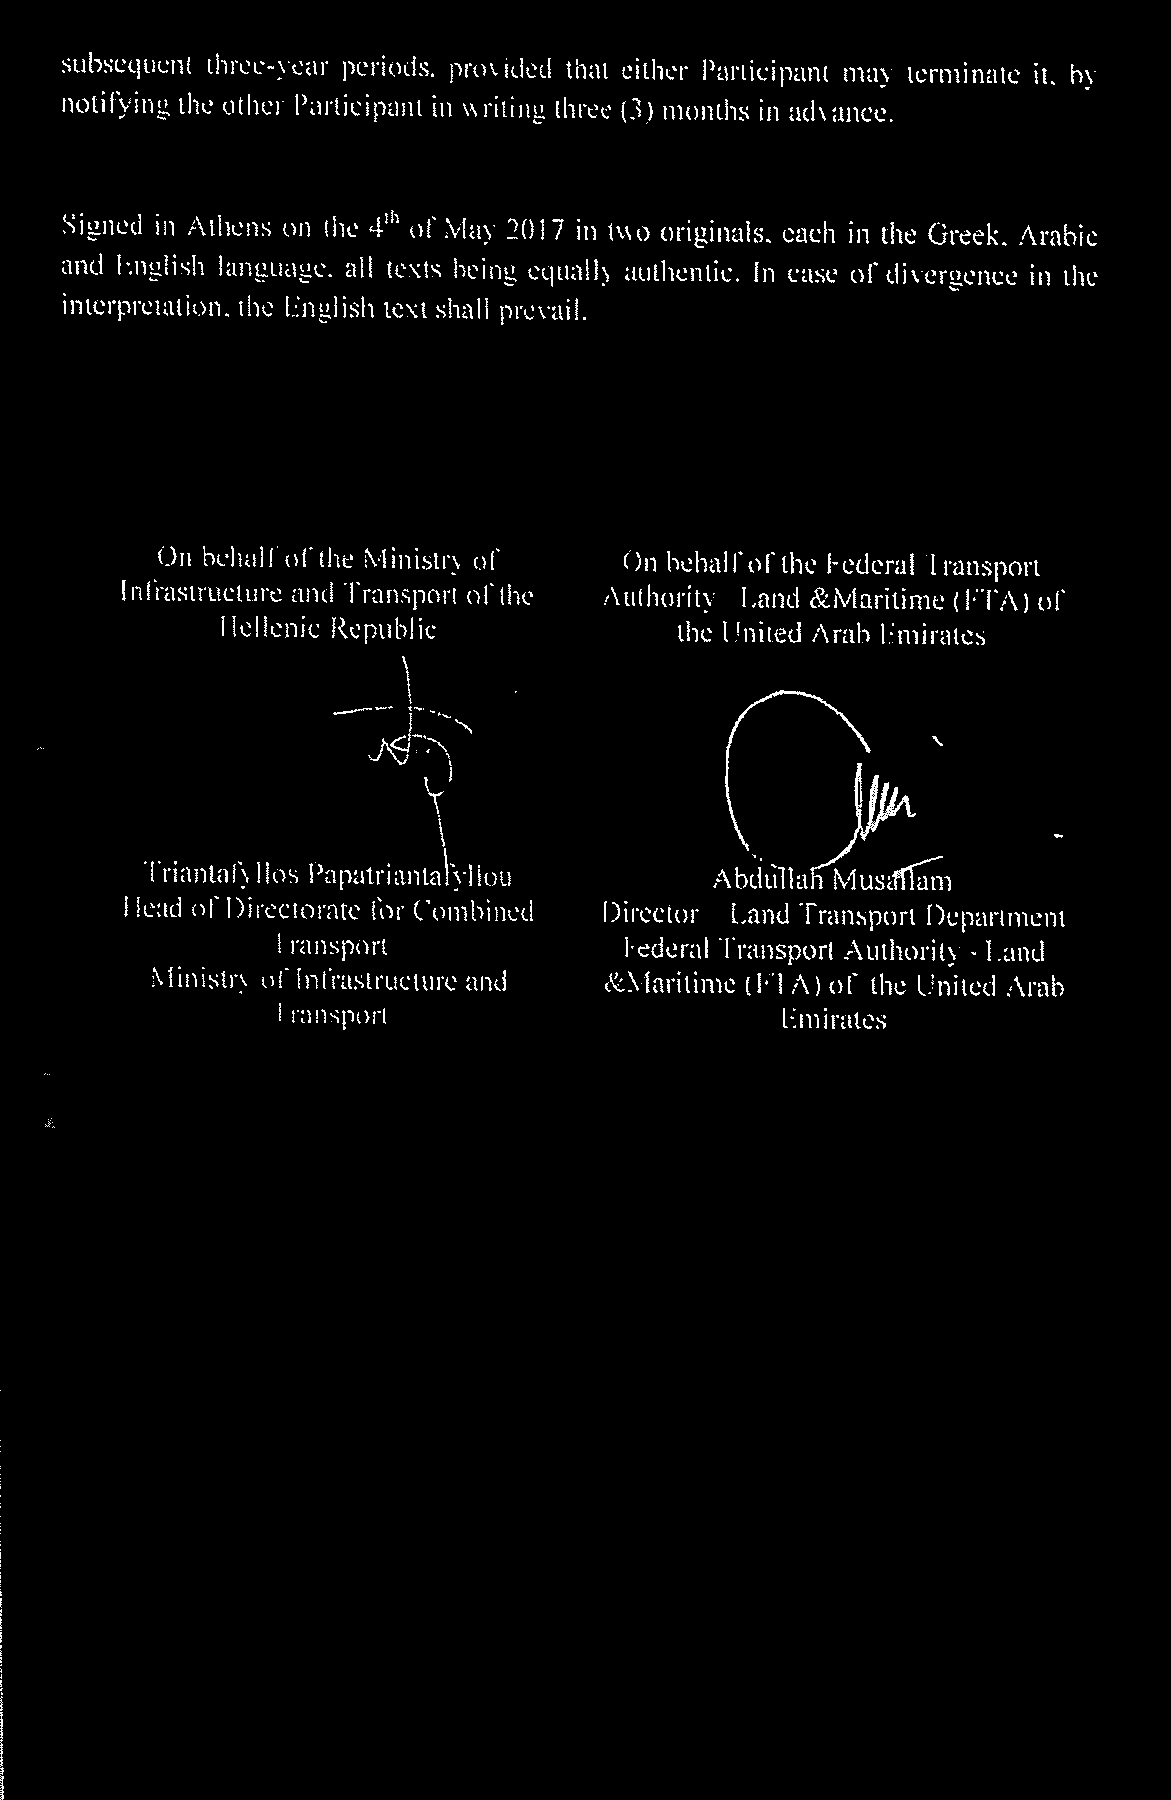 subsequent three-year periods, provided that either Participant may terminate it, by
notifying the other Participant in writing three (3) months in advance.
Signed in Athens on the 4th of May 2017 in two originals, each in the Greek, Arabic
and English language, all texts being equally authentic. In case of divergence in the
interpretation, the English text shall prevail.
On behalf of the Ministry of
Infrastructure and Transport of the
Hellenic Republic
Triantafyllos Papatriantafyllou
Head of Directorate for Combined
Transport
Ministry of Infrastructure and
Transport
On behalf of the Federal Transport
Authority - Land &Maritime (FTA) of
the United Arab Emirates
Abdullah Musallam
Director - Land Transport Department
Federal Transport Authority - Land
&Maritime (FTA) of the United Arab
Emirates